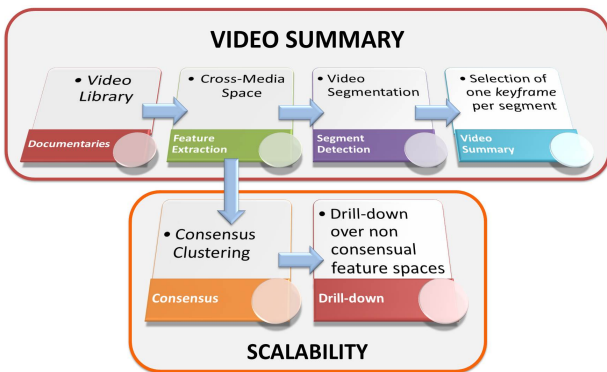 VIDEO SUMMARY
• Video
Library
Documentaries
• Cross-Media
Space
Feature
Extraction
• Video
Segmentation
Segment
Detection
• Selection of
one keyframe
per segment
Video
Summary
• Consensus
Clustering
Consensus
• Drill-down
over non
consensual
feature spaces
Drill-down
SCALABILITY